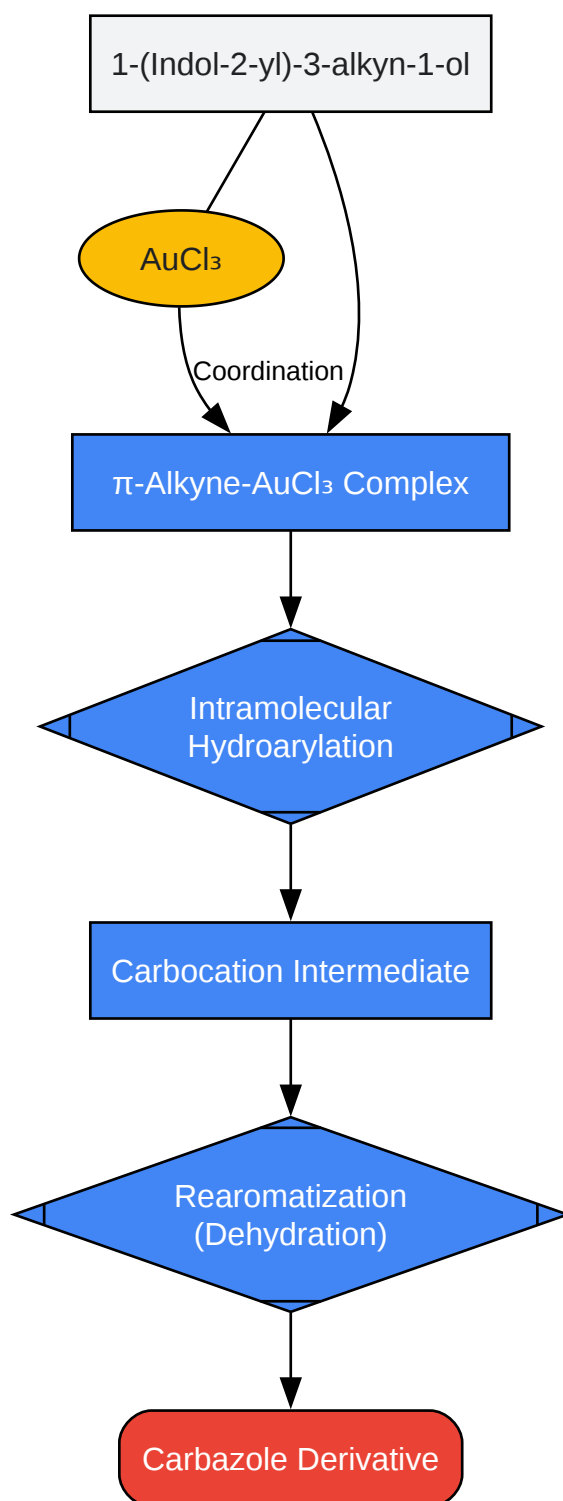 1-(Indol-2-yl)-3-alkyn-1-ol
AuCl₃
Coordination
π-Alkyne-AuCl₃ Complex
Intramolecular
Hydroarylation
Carbocation Intermediate
Rearomatization
(Dehydration)
Carbazole Derivative